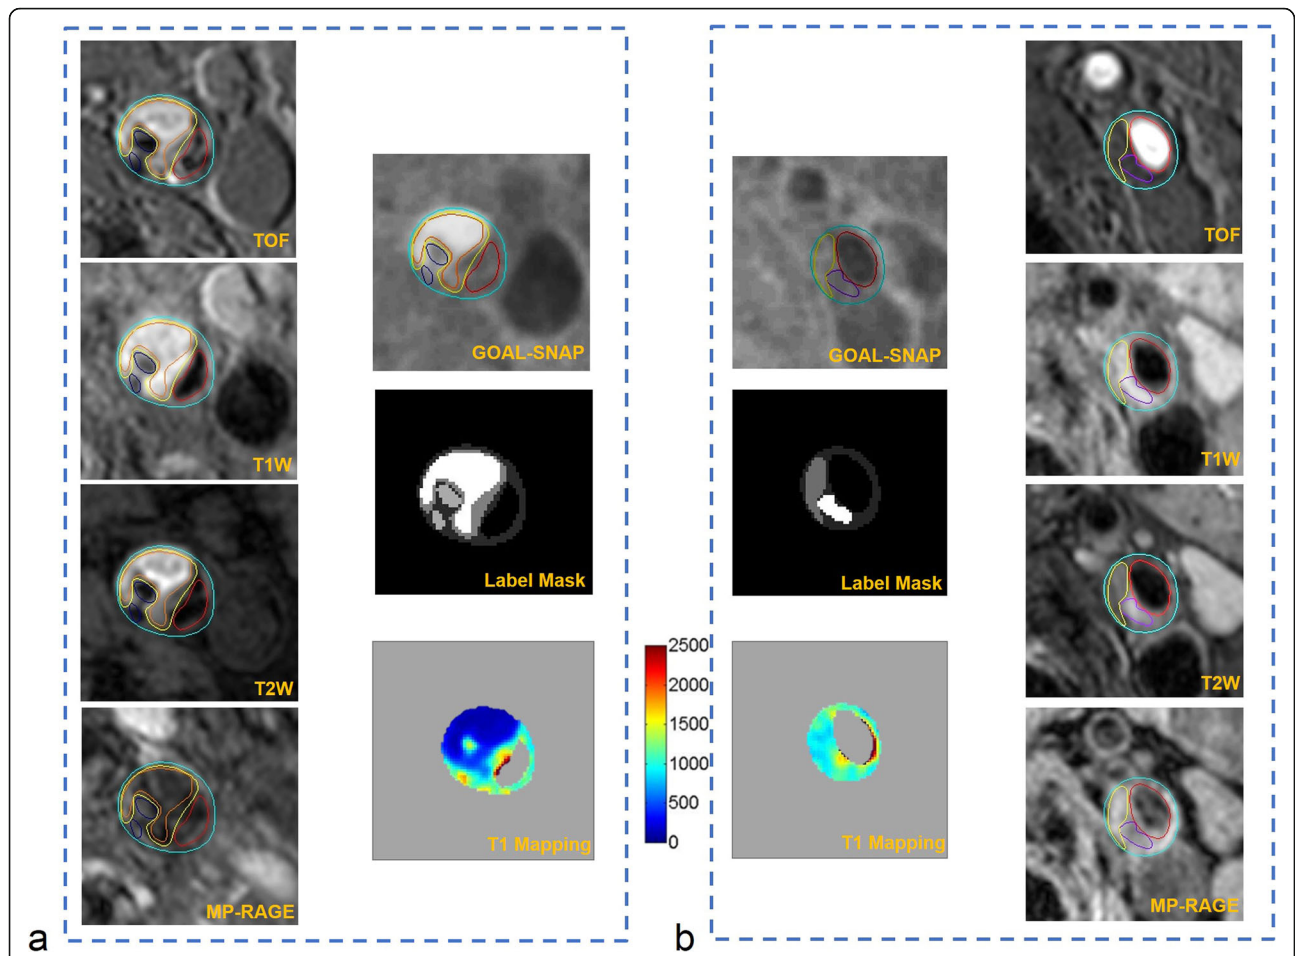 TOF
T1W
T2W
MP-RAGE
GOAL-SNAP
Label Mask
T1 Mapping
a
2500
2000
1500
1000
500
0
GOAL-SNAP
Label Mask
T1 Mapping
TOF
T1W
T2W
MP-RAGE
b